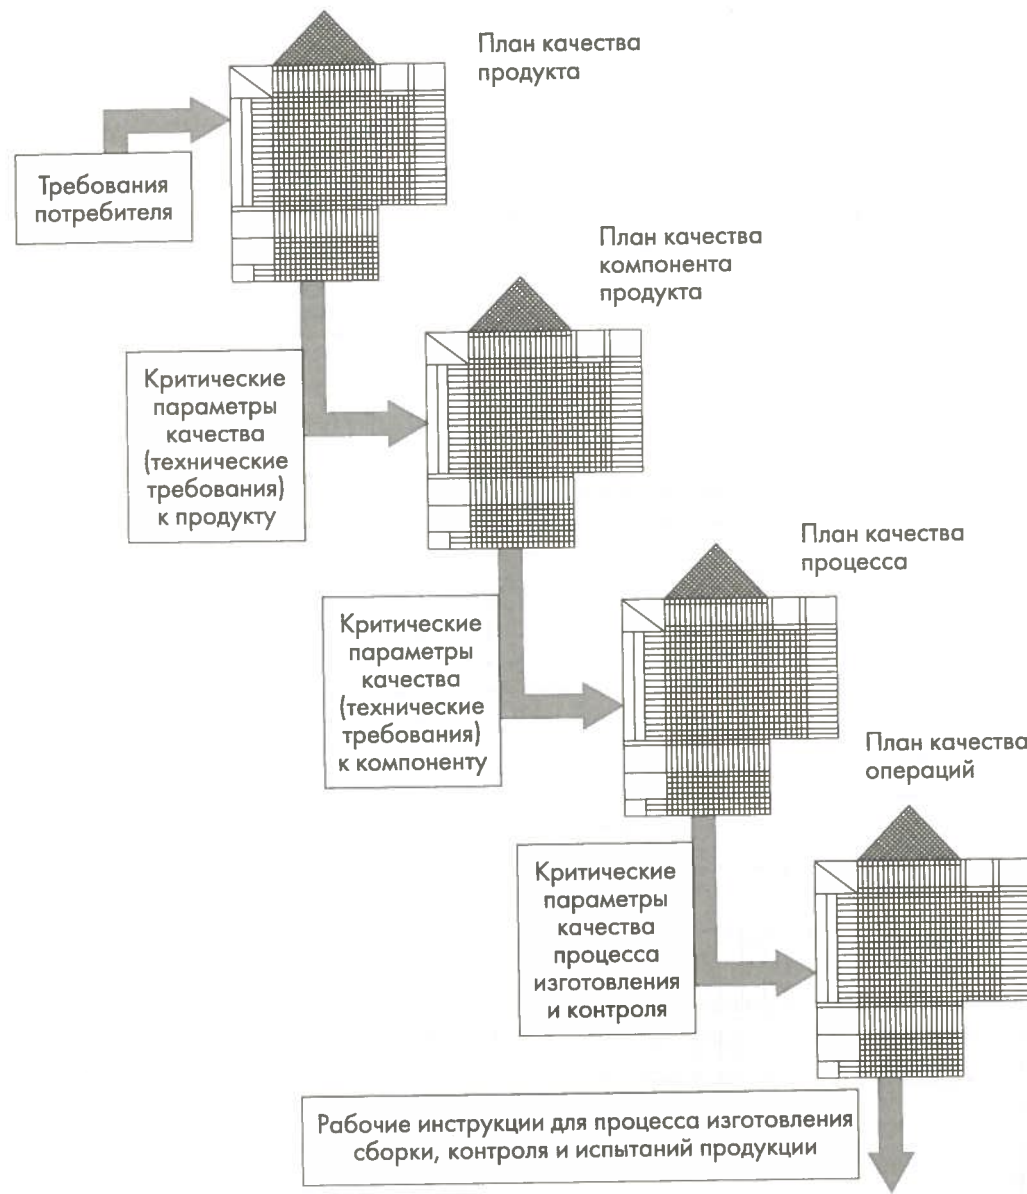 План качества
продукта
Требования
потребителя
План качества
компонента
продукта
Критические
параметры
качества
(технические
требования)
к продукту
План качества
процесса
Критические
параметры
качества
(технические
требования)
к компоненту
План качества
операций
Критические
параметры
качества
процесса
изготовления
и контроля
Рабочие инструкции для процесса изготовления
сборки, контроля и испытаний продукции